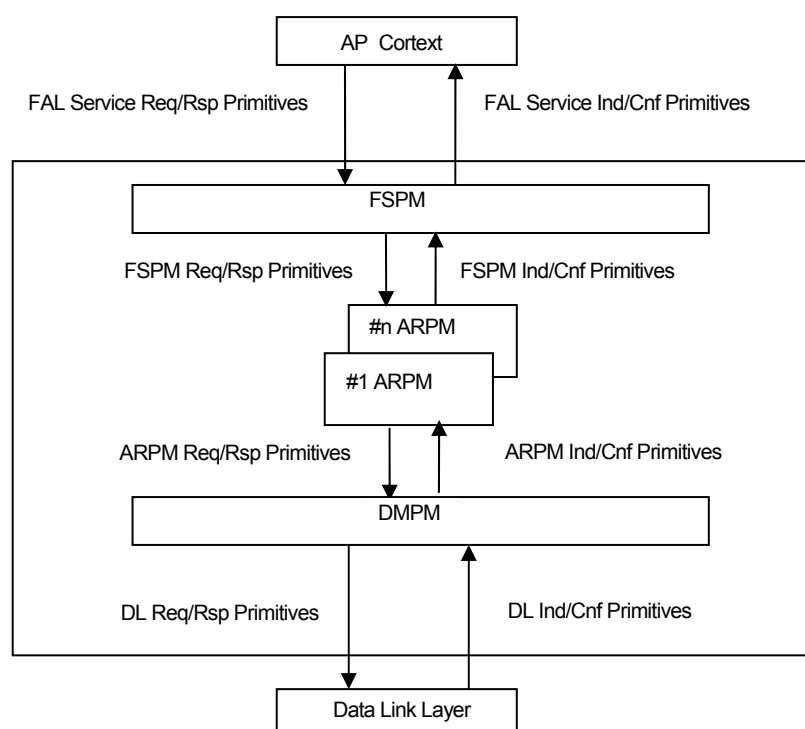 AP Cortext
FAL Service Req/Rsp Primitives
FAL Service Ind/Cnf Primitives
FSPM
FSPM Req/Rsp Primitives
FSPM Ind/Cnf Primitives
#n ARPM
#1 ARPM
ARPM Req/Rsp Primitives
ARPM Ind/Cnf Primitives
DMPM
DL Req/Rsp Primitives
DL Ind/Cnf Primitives
Data Link Layer